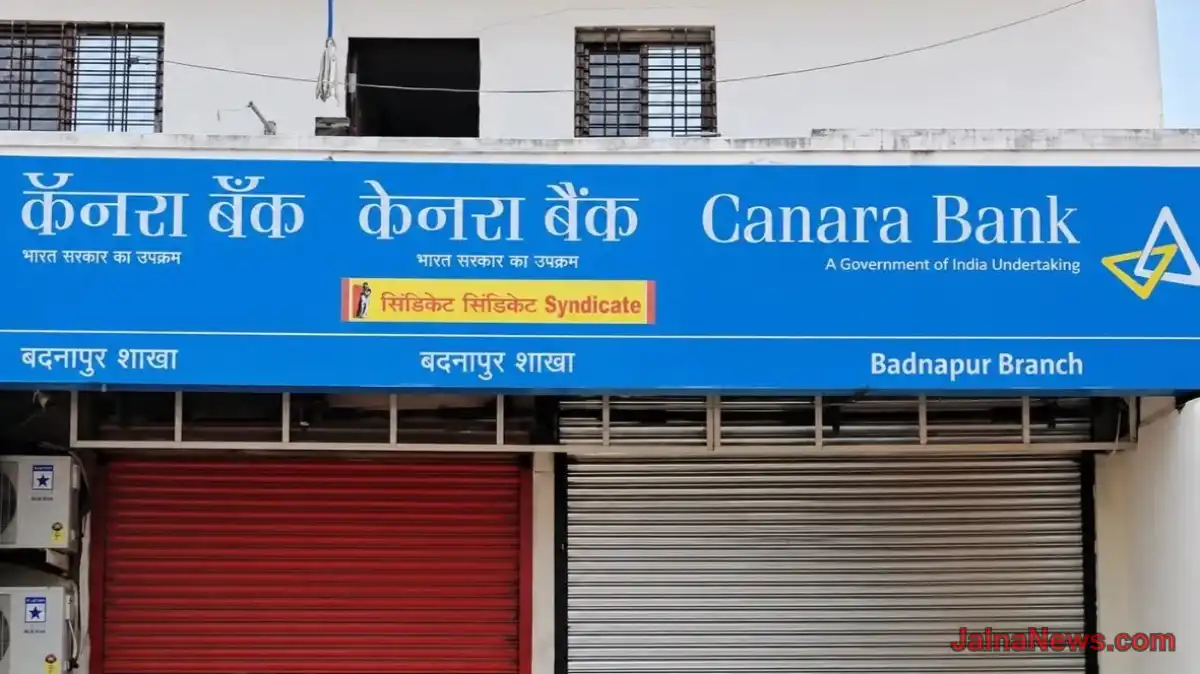 कॅनरा बँक
भारत सरकार का उपक्रम
केनरा बैंक
भारत सरकार का उपक्रम
Canara Bank
A Government of India Undertaking
सिंडिकेट सिंडिकेट Syndicate
बदनापुर शाखा
बदनापुर शाखा
Badnapur Branch
JalnaNews.com